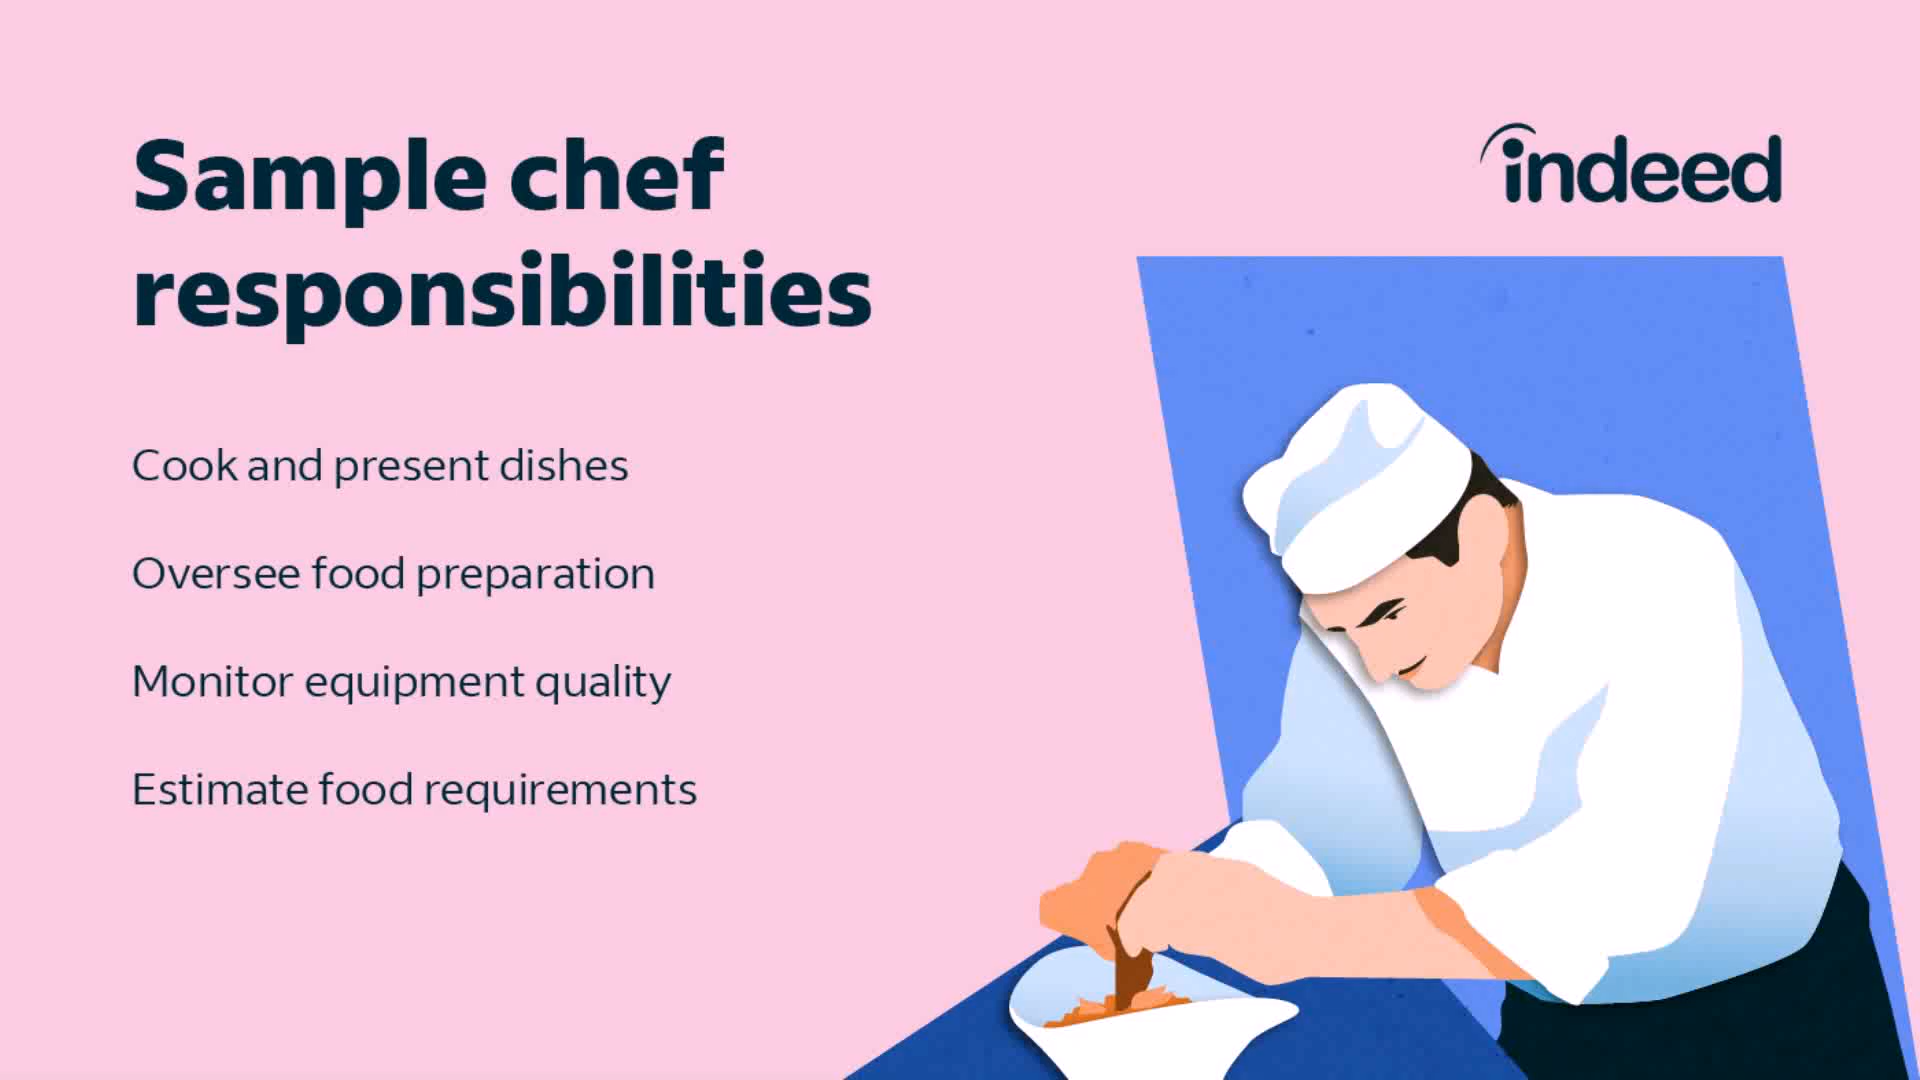 Sample chef
responsibilities
indeed
Cook and present dishes
Oversee food preparation
Monitor equipment quality
Estimate food requirements